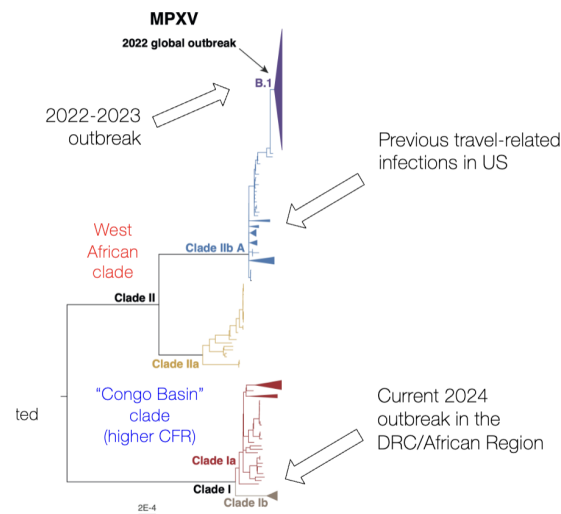 MPXV
2022 global outbreak
B.1
2022-2023
outbreak
Previous travel-related
infections in US
West
African
clade
Clade IIb A
Clade II
Clade IIa
"Congo Basin"
clade
(higher CFR)
ted
Current 2024
outbreak in the
DRC/African Region
Clade Ia
Clade I
Clade Ib
2E-4